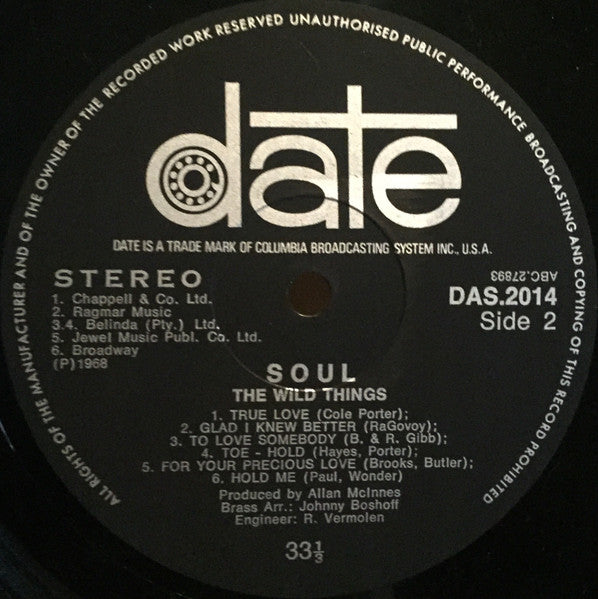 ALL RIGHTS OF THE MANUFACTURER AND OF THE OWNER OF THE RECORDED WORK RESERVED UNAUTHORISED PUBLIC PERFORMANCE BROADCASTING AND COPYING OF THIS RECORD PROHIBITED
date
DATE IS A TRADE MARK OF COLUMBIA BROADCASTING SYSTEM INC., U.S.A.
ABC.27893
STEREO
DAS.2014
Side 2
1. Chappell & Co. Ltd.
2. Ragmar Music
3.4. Belinda (Pty.) Ltd.
5. Jewel Music Publ. Co. Ltd.
6. Broadway
(P)1968
SOUL
THE WILD THINGS
1. TRUE LOVE (Cole Porter);
2. GLAD I KNEW BETTER (RaGovoy);
3. TO LOVE SOMEBODY (B. & R. Gibb);
4. TOE - HOLD (Hayes, Porter);
5. FOR YOUR PRECIOUS LOVE (Brooks, Butler);
6. HOLD ME (Paul, Wonder)
Produced by Allan McInnes
Brass Arr.: Johnny Boshoff
Engineer: R. Vermolen
33⅓